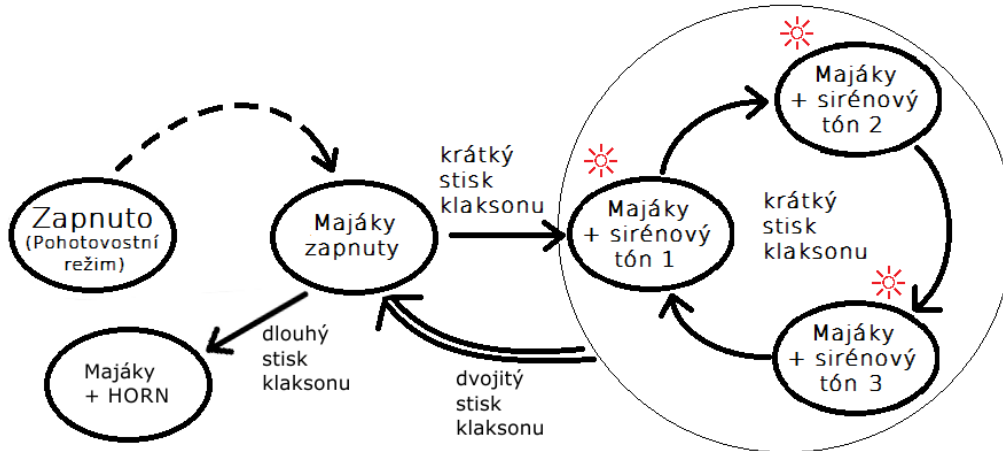 Zapnuto
(Pohotovostní
režim)
Majáky
zapnuty
krátký
stisk
klaksonu
Majáky
+ sirénový
tón 1
Majáky
+ sirénový
tón 2
krátký
stisk
klaksonu
Majáky
+ sirénový
tón 3
dlouhý
stisk
klaksonu
Majáky
+ HORN
dvojitý
stisk
klaksonu